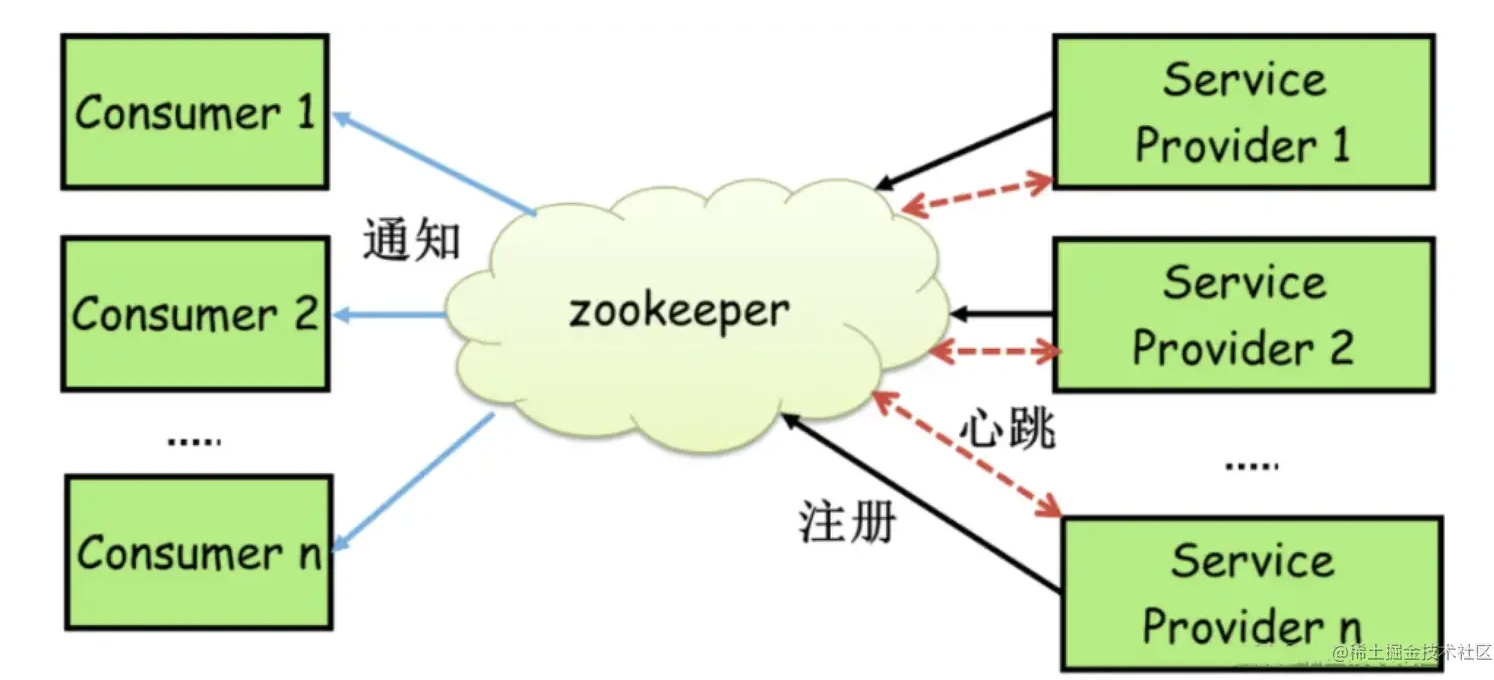 Consumer 1
Service
Provider 1
通知
Consumer 2
zookeeper
Service
Provider 2
.....
心跳
.....
注册
Consumer n
Service
Provider n
@稀土掘金技术社区